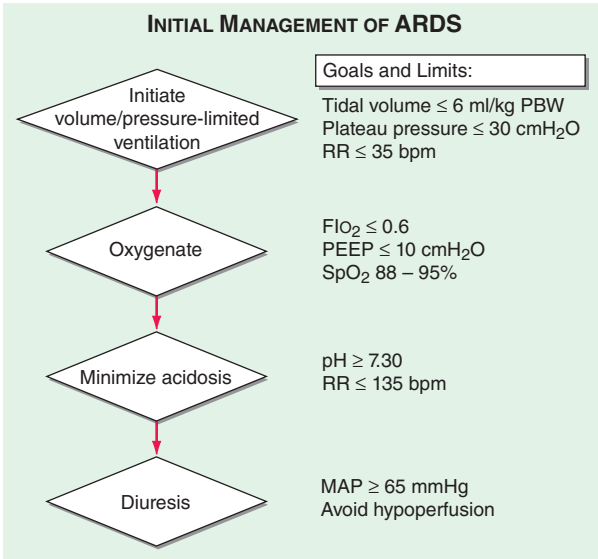 INITIAL MANAGEMENT OF ARDS
Goals and Limits:
Initiate
volume/pressure-limited
ventilation
Tidal volume ≤ 6 ml/kg PBW
Plateau pressure ≤ 30 cmH₂O
RR ≤ 35 bpm
Oxygenate
FIO₂ ≤ 0.6
PEEP ≤ 10 cmH₂O
SpO₂ 88 – 95%
Minimize acidosis
pH ≥ 7.30
RR ≤ 135 bpm
Diuresis
MAP ≥ 65 mmHg
Avoid hypoperfusion